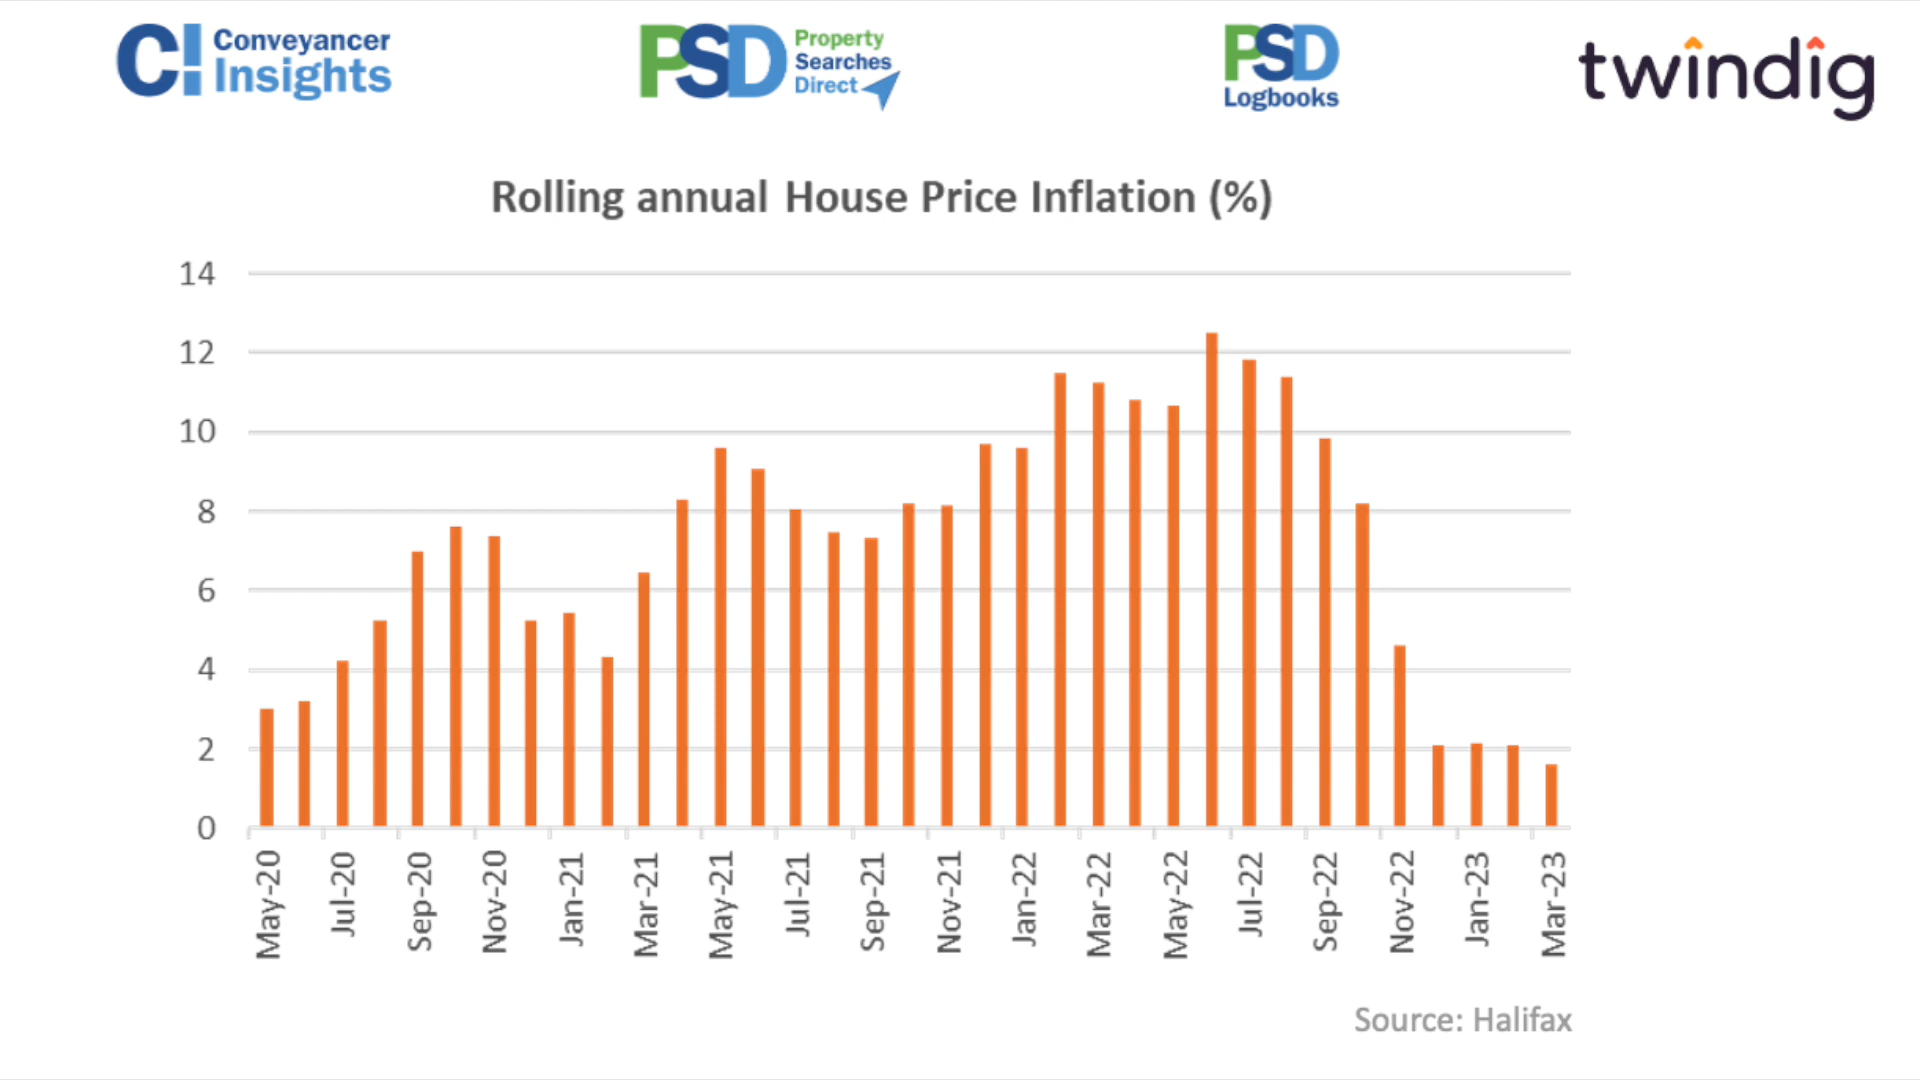 Conveyancer
Insights
PSD
Property
Searches
Direct
PSD
Logbooks
twindig
Rolling annual House Price Inflation (%)
14
12
10
8
6
4
2
0
May-20
Jul-20
Sep-20
Nov-20
Jan-21
Mar-21
May-21
Jul-21
Sep-21
Nov-21
Jan-22
Mar-22
May-22
Jul-22
Sep-22
Nov-22
Jan-23
Mar-23
Source: Halifax